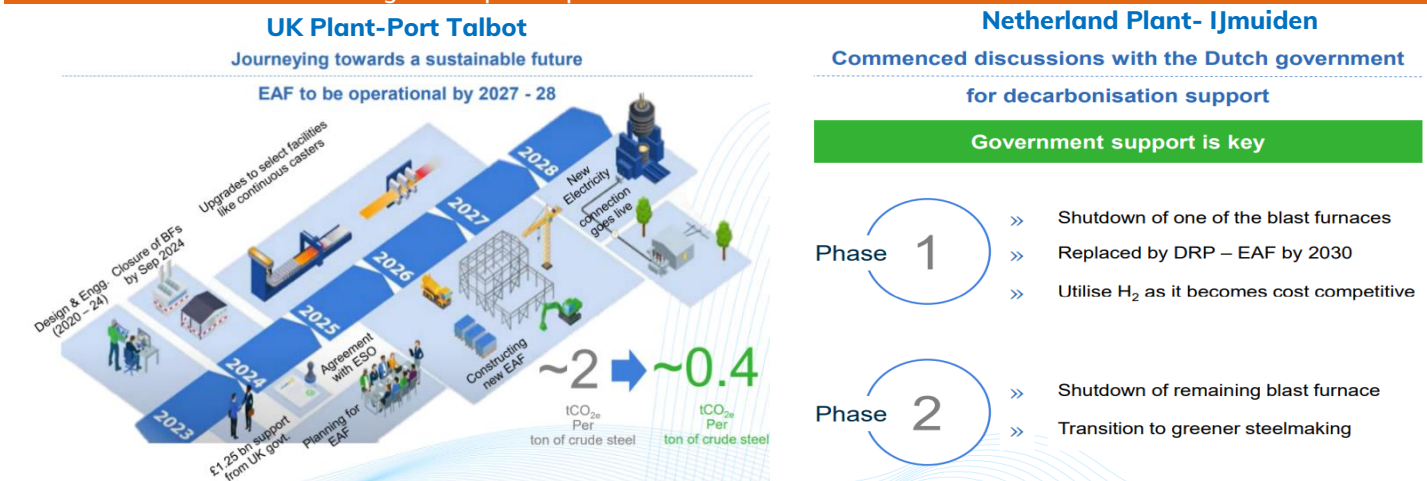 UK Plant-Port Talbot
Journeying towards a sustainable future
EAF to be operational by 2027 - 28
Design & Engg.
(2020 – 24)
Closure of BFs
by Sep 2024
Upgrades to select facilities
like continuous casters
2023
2024
2025
2026
2027
2028
£1.25 bn support
from UK govt.
Agreement
with ESO
Planning for
EAF
Constructing
new EAF
New
Electricity
connection
goes live
~2
tCO2e
Per
ton of crude steel
~0.4
tCO2e
Per
ton of crude steel
Netherland Plant- IJmuiden
Commenced discussions with the Dutch government
for decarbonisation support
Government support is key
Phase 1
» Shutdown of one of the blast furnaces
» Replaced by DRP – EAF by 2030
» Utilise H2 as it becomes cost competitive
Phase 2
» Shutdown of remaining blast furnace
» Transition to greener steelmaking